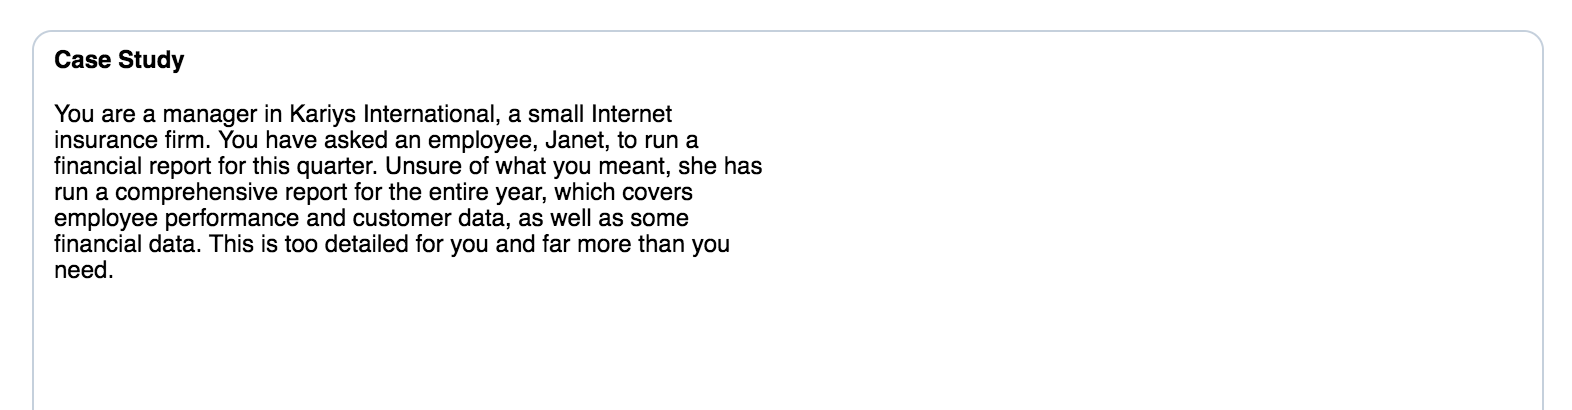 Case Study
You are a manager in Kariys International, a small Internet
insurance firm. You have asked an employee, Janet, to run a
financial report for this quarter. Unsure of what you meant, she has
run a comprehensive report for the entire year, which covers
employee performance and customer data, as well as some
financial data. This is too detailed for you and far more than you
need.